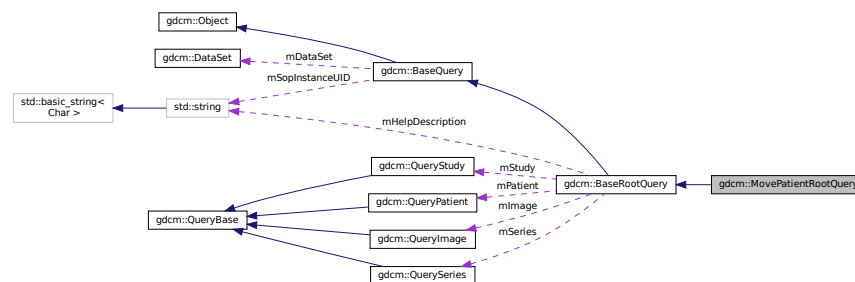 gdcm::Object
gdcm::DataSet
mDataSet
gdcm::BaseQuery
mSopInstanceUID
std::basic_string<
Char >
std::string
mHelpDescription
gdcm::QueryStudy
mStudy
gdcm::BaseRootQuery
gdcm::MovePatientRootQuery
mPatient
gdcm::QueryPatient
mImage
gdcm::QueryBase
gdcm::QueryImage
mSeries
gdcm::QuerySeries